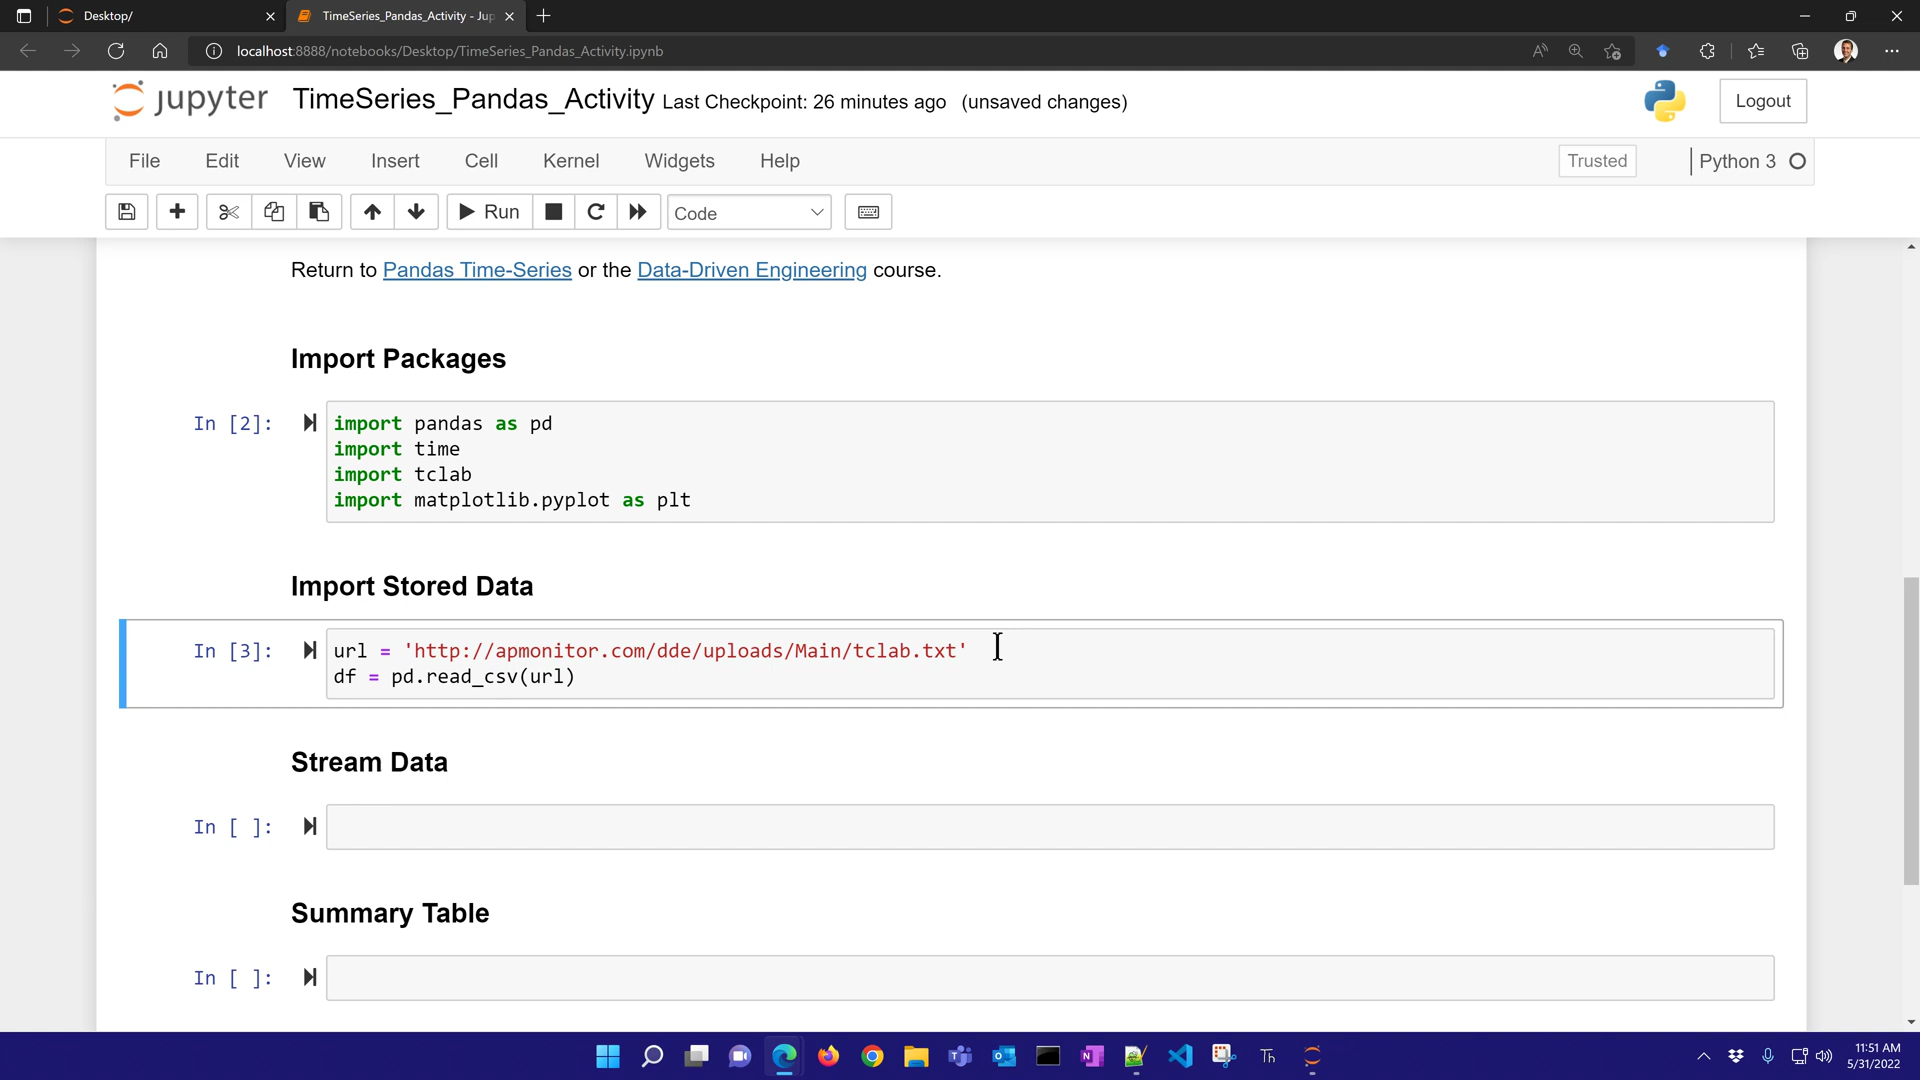 Desktop/
TimeSeries_Pandas_Activity - Jup
localhost:8888/notebooks/Desktop/TimeSeries_Pandas_Activity.ipynb
jupyter TimeSeries_Pandas_Activity Last Checkpoint: 26 minutes ago (unsaved changes)
Logout
File Edit View Insert Cell Kernel Widgets Help
Trusted
Python 3
Run
Code
Return to Pandas Time-Series or the Data-Driven Engineering course.
Import Packages
In [2]:
import pandas as pd
import time
import tclab
import matplotlib.pyplot as plt
Import Stored Data
In [3]:
url = 'http://apmonitor.com/dde/uploads/Main/tclab.txt'
df = pd.read_csv(url)
Stream Data
In [ ]:
Summary Table
In [ ]:
Th
11:51 AM
5/31/2022